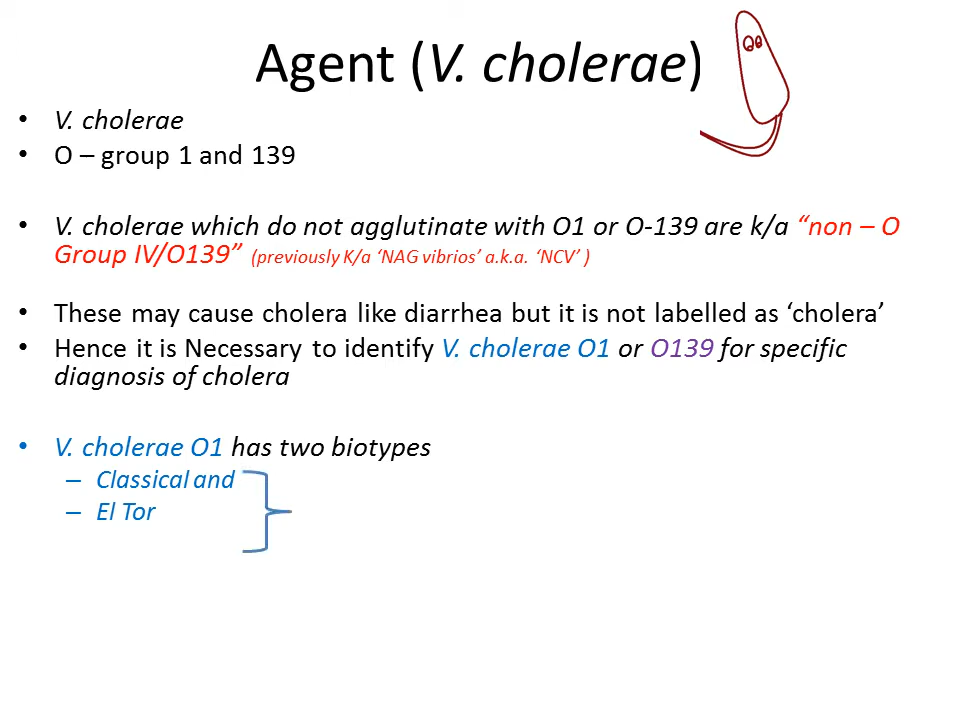 Agent (V. cholerae)
• V. cholerae
• O – group 1 and 139
• V. cholerae which do not agglutinate with O1 or O-139 are k/a “non – O
Group IV/O139” (previously K/a ‘NAG vibrios’ a.k.a. ‘NCV’ )
• These may cause cholera like diarrhea but it is not labelled as ‘cholera’
• Hence it is Necessary to identify V. cholerae O1 or O139 for specific
diagnosis of cholera
• V. cholerae O1 has two biotypes
– Classical and
– El Tor